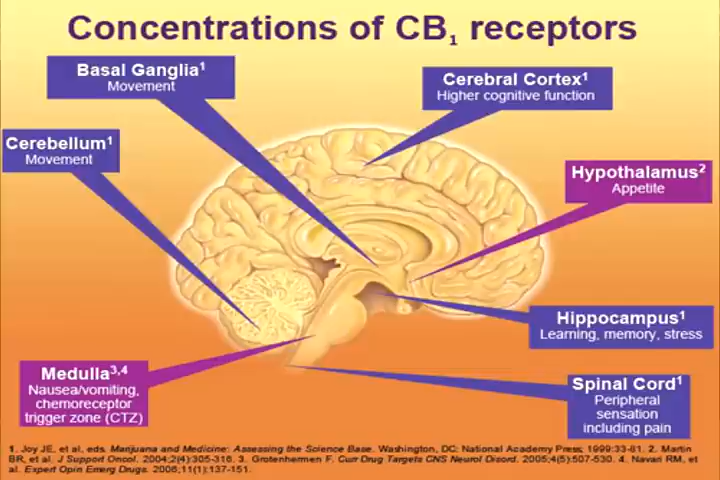 Concentrations of CB₁ receptors
Basal Ganglia¹
Movement
Cerebral Cortex¹
Higher cognitive function
Cerebellum¹
Movement
Hypothalamus²
Appetite
Hippocampus¹
Learning, memory, stress
Medulla³,⁴
Nausea/vomiting,
chemoreceptor
trigger zone (CTZ)
Spinal Cord¹
Peripheral
sensation
including pain
1. Joy JE, et al, eds. Marijuana and Medicine: Assessing the Science Base. Washington, DC: National Academy Press; 1999:33-81. 2. Martin
BR, et al. J Support Oncol. 2004;2(4):305-316. 3. Grotenhermen F. Curr Drug Targets CNS Neurol Disord. 2005;4(5):507-530. 4. Navari RM, et
al. Expert Opin Emerg Drugs. 2006;11(1):137-151.